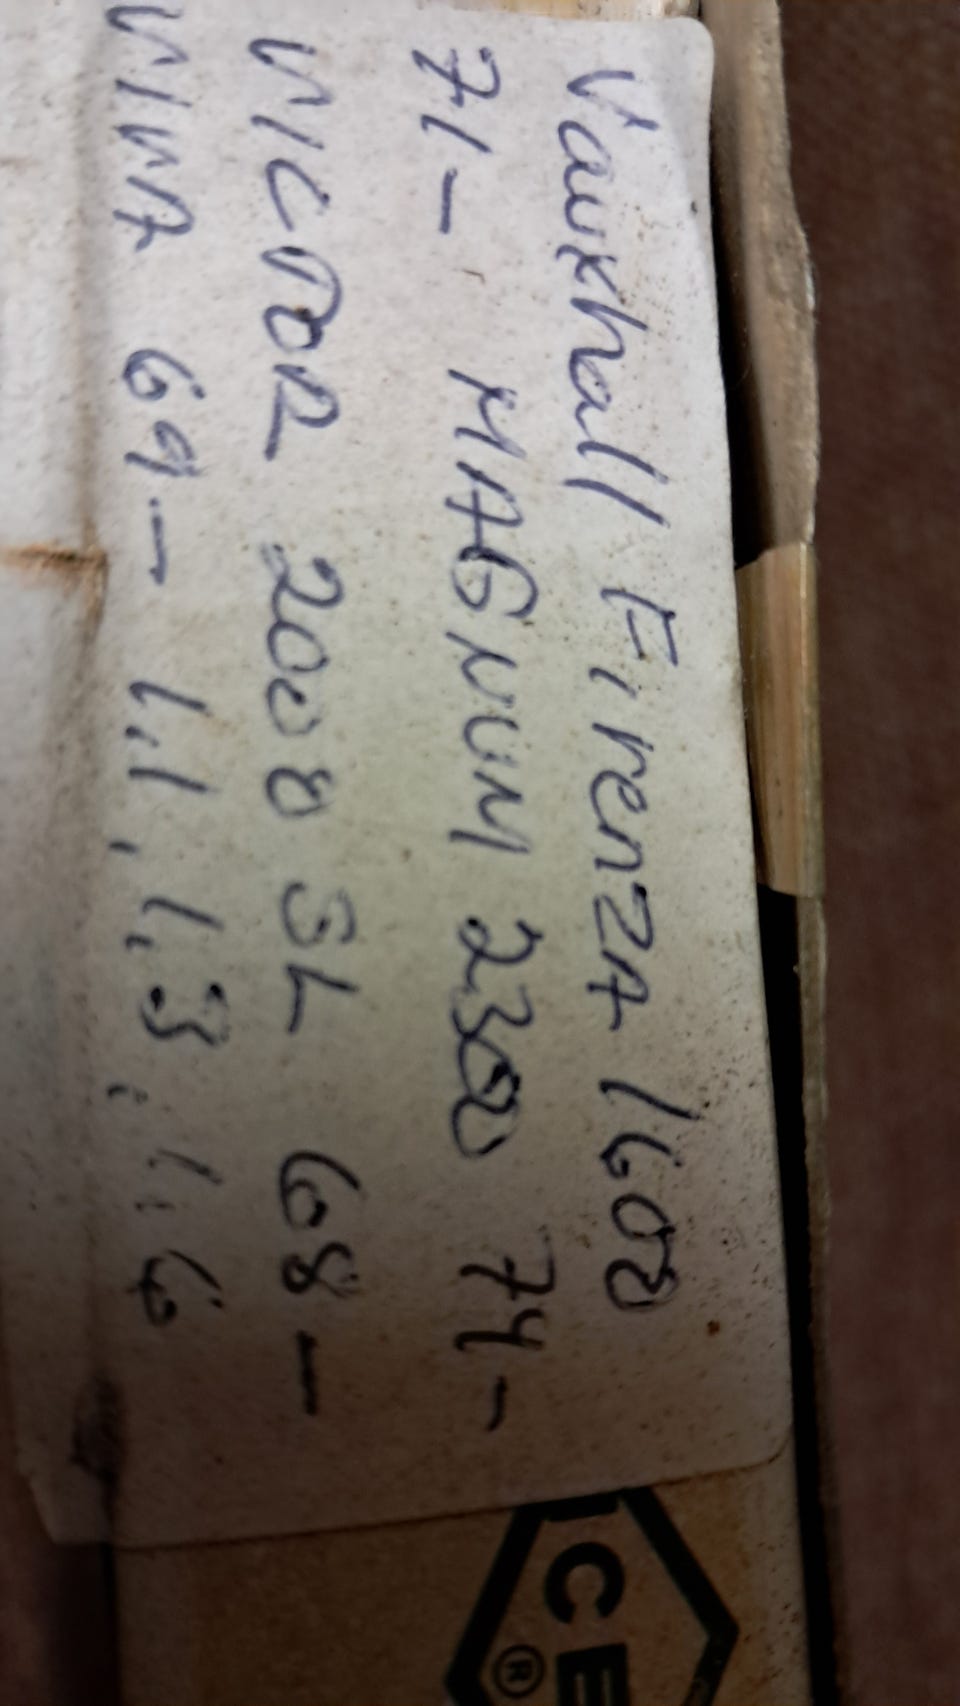 Vauxhall FirenZA 1600
71- MAGNUM 2300 74-
VICTOR 2000 SL 68-
VIVA 69- 1.1, 1.3, 1.6
CE®